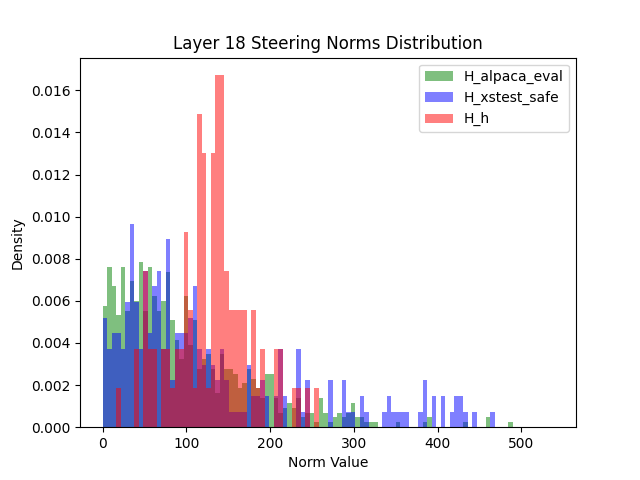 Layer 18 Steering Norms Distribution
H_alpaca_eval
H_xstest_safe
H_h
Density
0.016
0.014
0.012
0.010
0.008
0.006
0.004
0.002
0.000
0 100 200 300 400 500
Norm Value